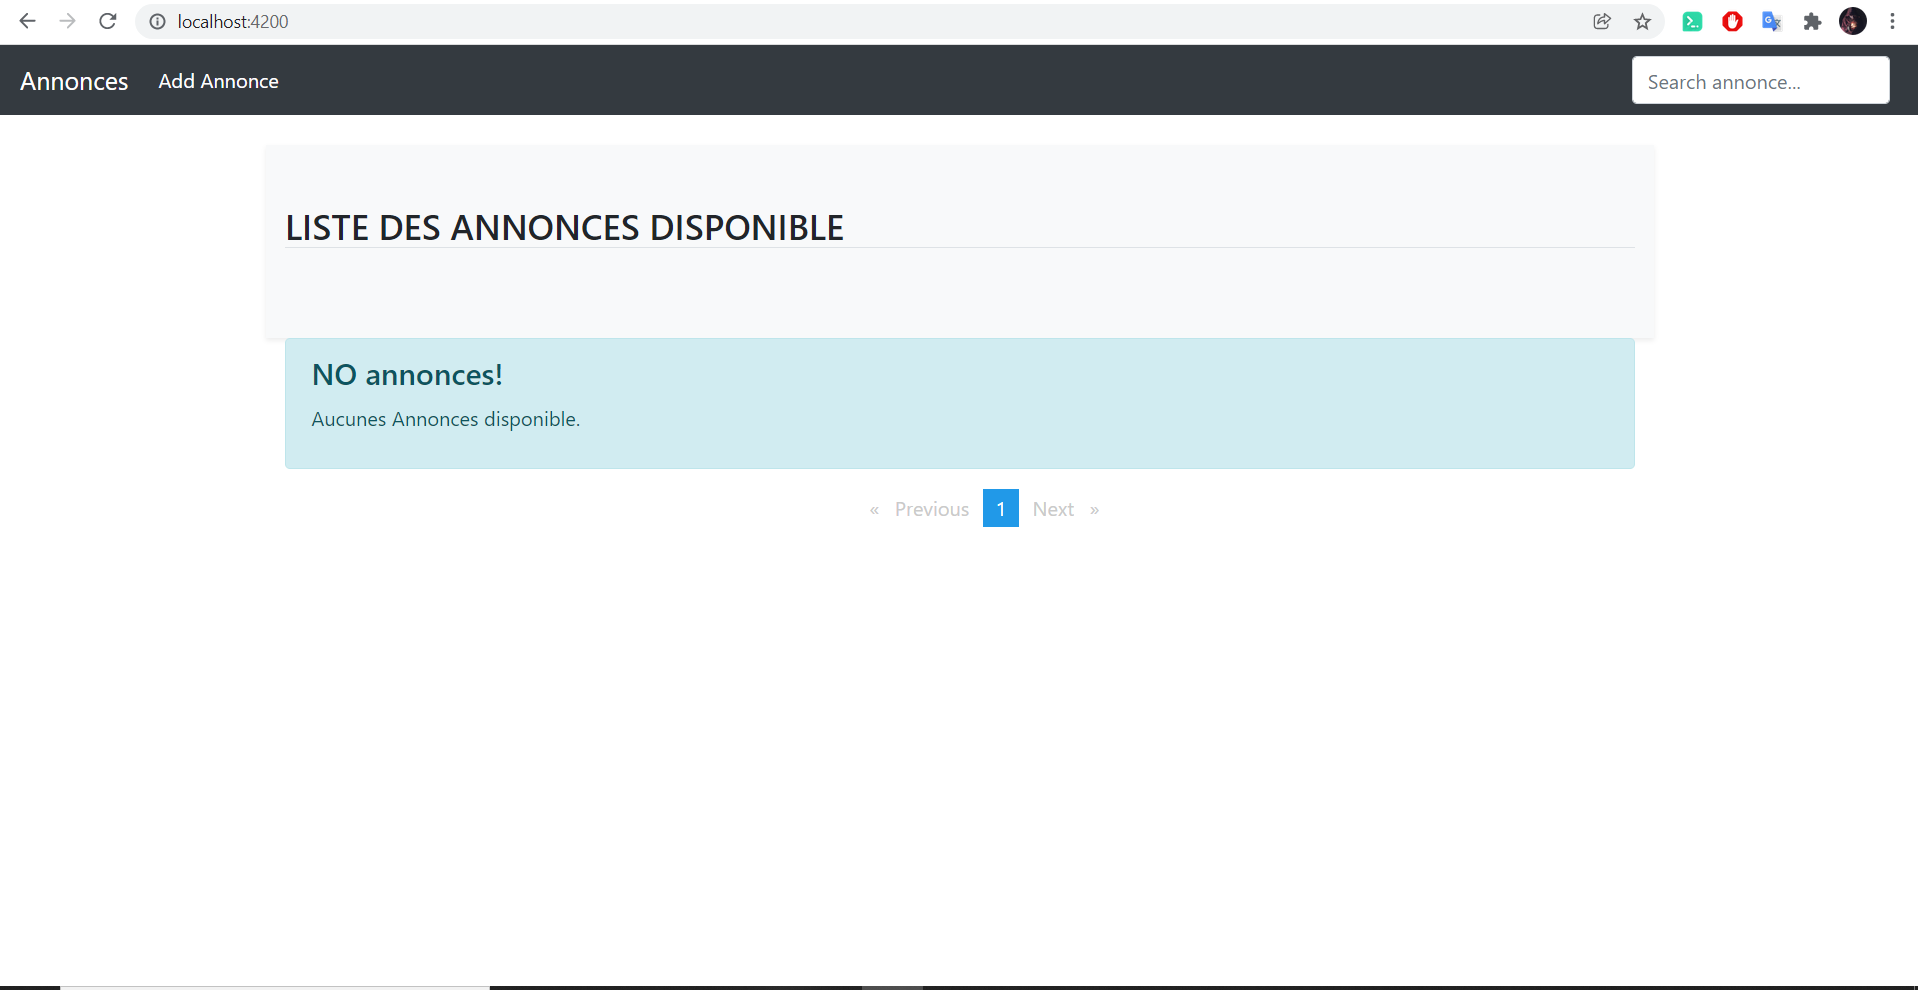 localhost:4200
Annonces Add Annonce Search annonce...
LISTE DES ANNONCES DISPONIBLE
NO annonces!
Aucunes Annonces disponible.
« Previous 1 Next »